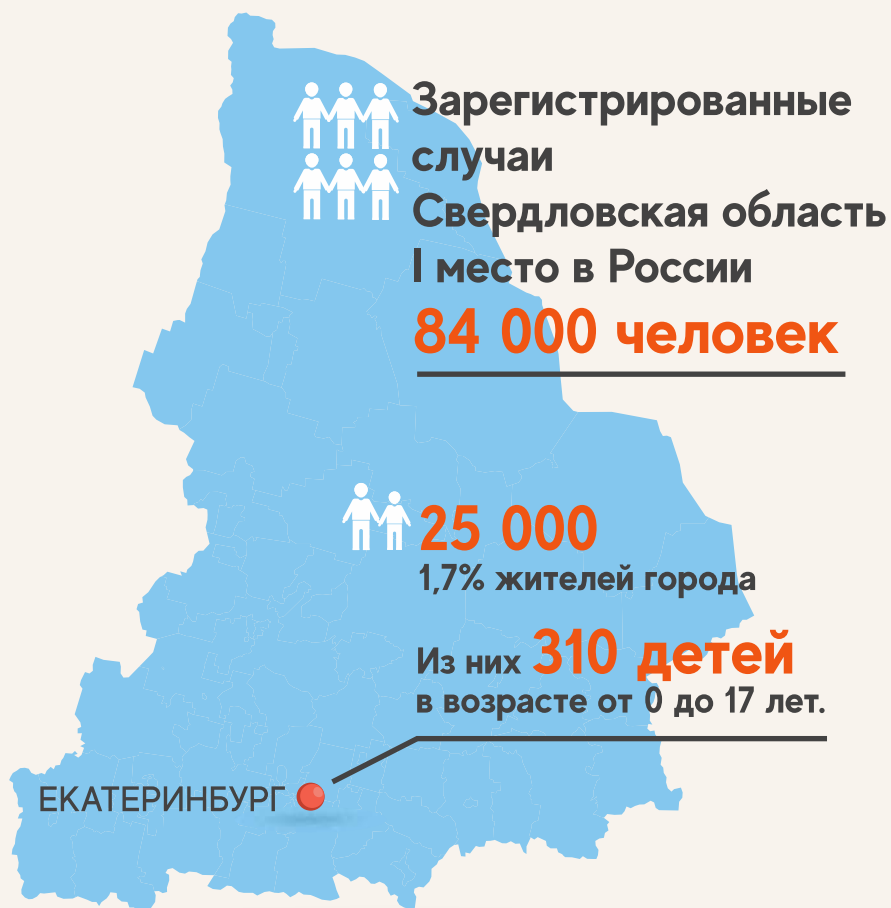 Зарегистрированные
случаи
Свердловская область
I место в России
84 000 человек
25 000
1,7% жителей города
Из них 310 детей
в возрасте от 0 до 17 лет.
ЕКАТЕРИНБУРГ